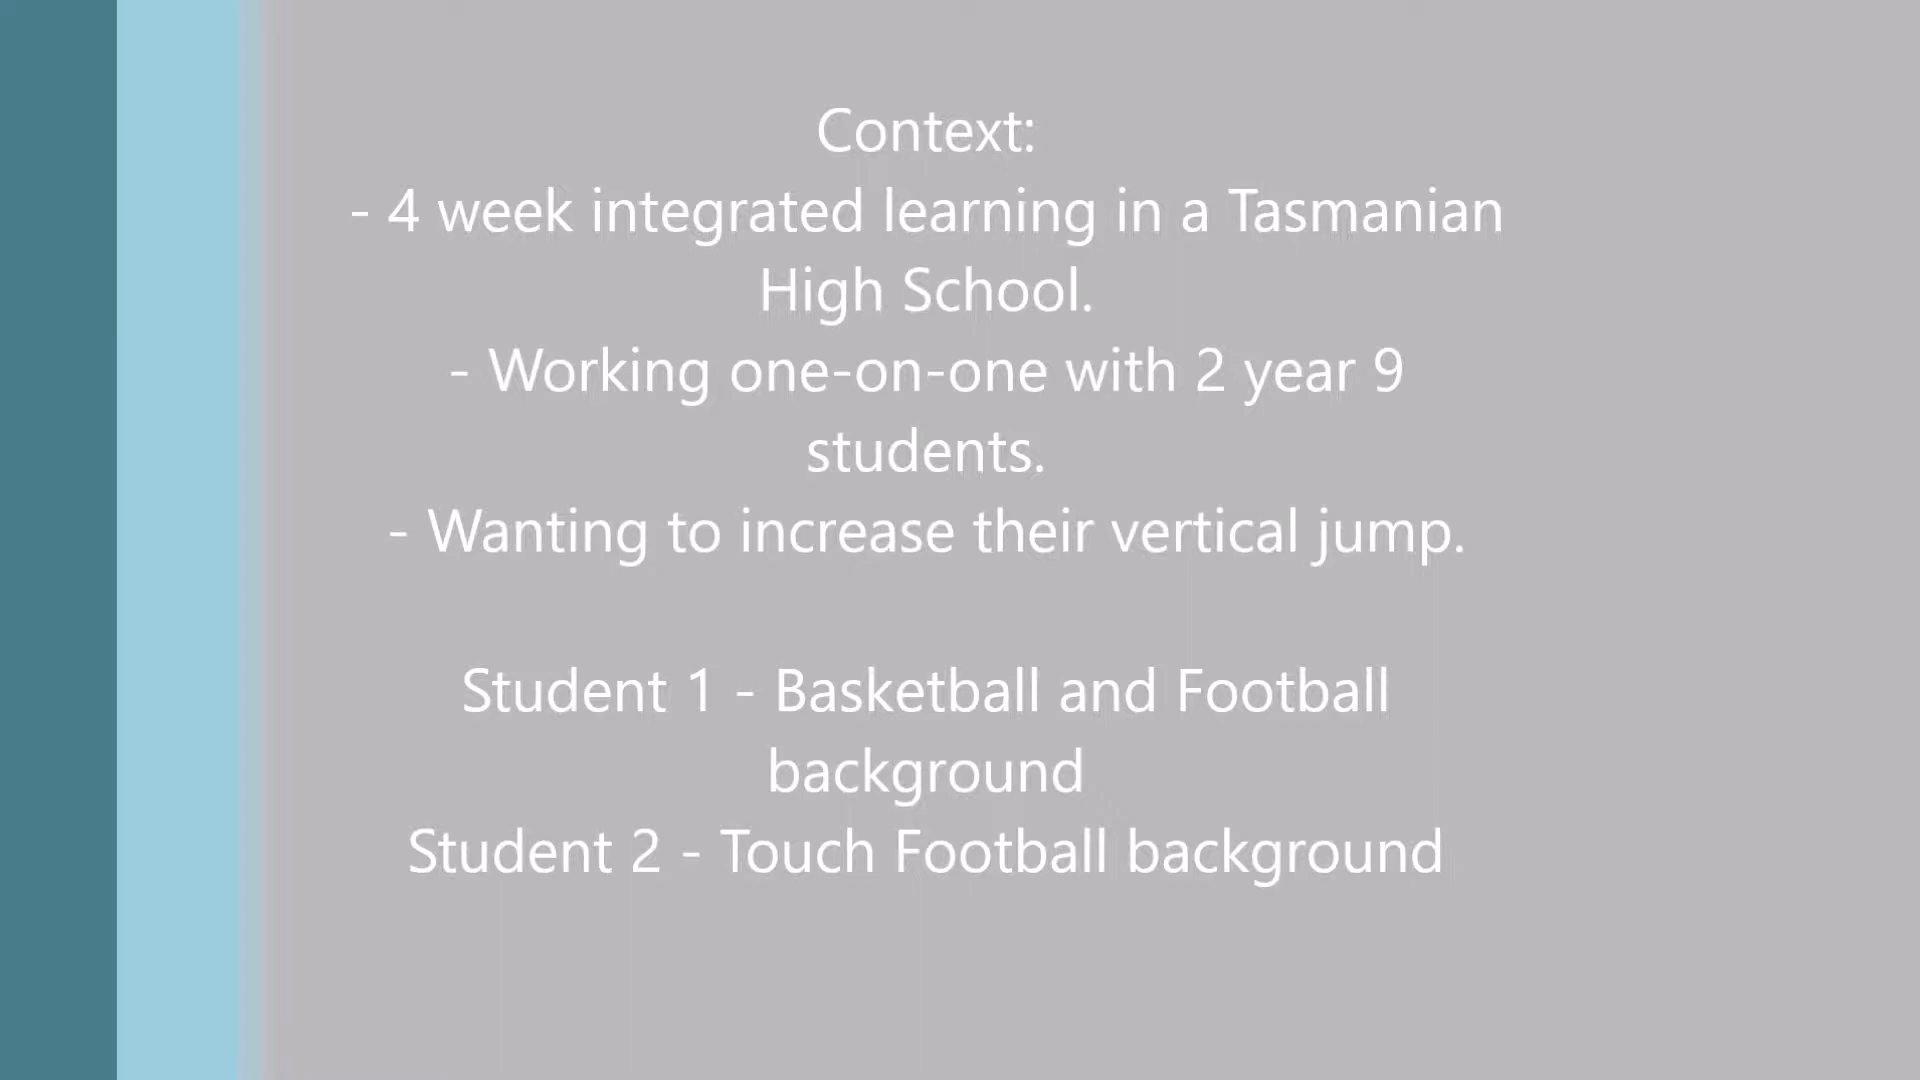 Context:
- 4 week integrated learning in a Tasmanian
High School.
- Working one-on-one with 2 year 9
students.
- Wanting to increase their vertical jump.
Student 1 - Basketball and Football
background
Student 2 - Touch Football background